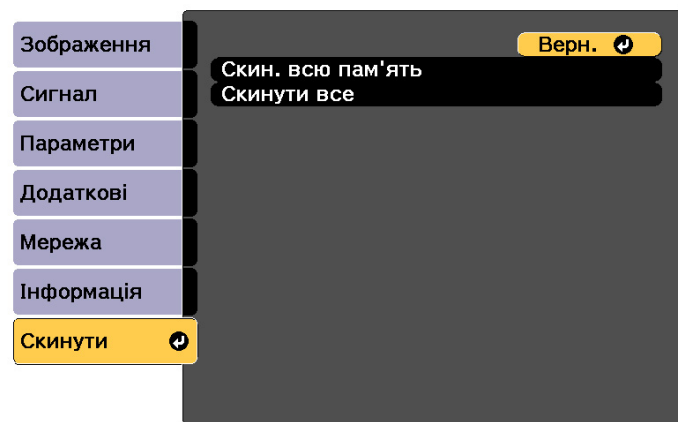 Зображення
Сигнал
Параметри
Додаткові
Мережа
Інформація
Скинути
Верн.
Скин. всю пам'ять
Скинути все